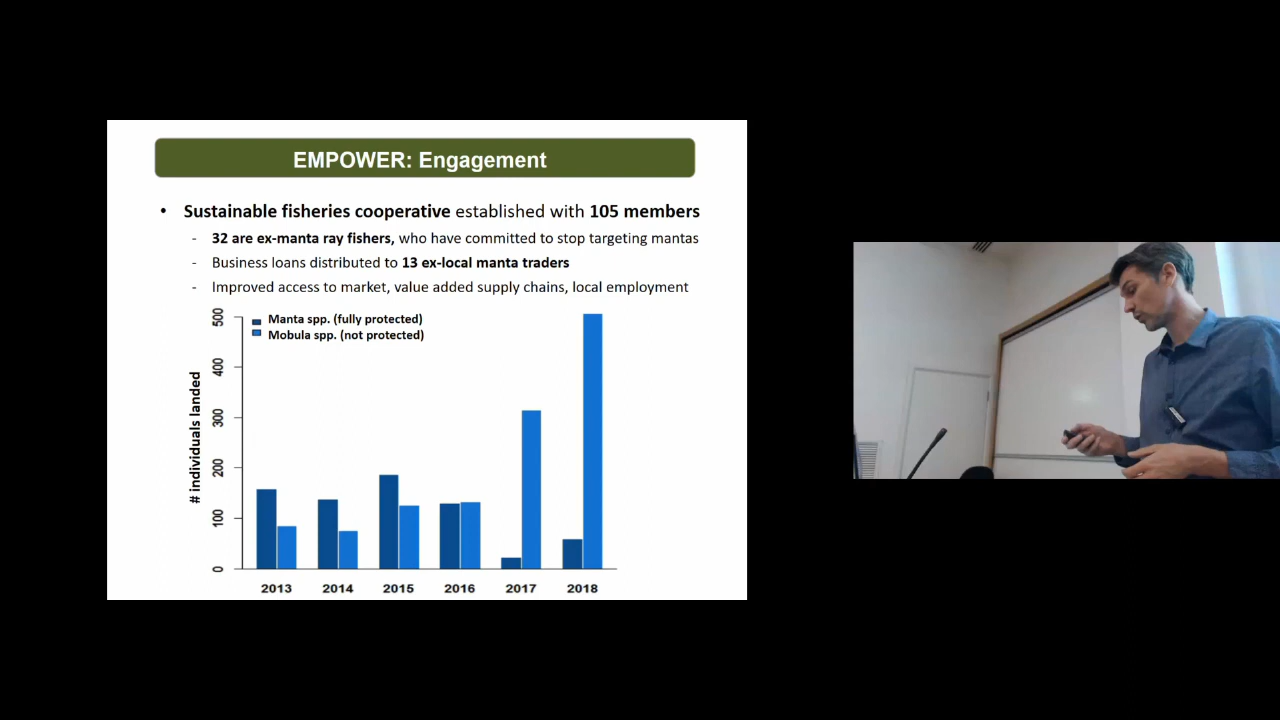 EMPOWER: Engagement
• Sustainable fisheries cooperative established with 105 members
- 32 are ex-manta ray fishers, who have committed to stop targeting mantas
- Business loans distributed to 13 ex-local manta traders
- Improved access to market, value added supply chains, local employment
Manta spp. (fully protected)
Mobula spp. (not protected)
# individuals landed
500
400
300
200
100
0
2013 2014 2015 2016 2017 2018